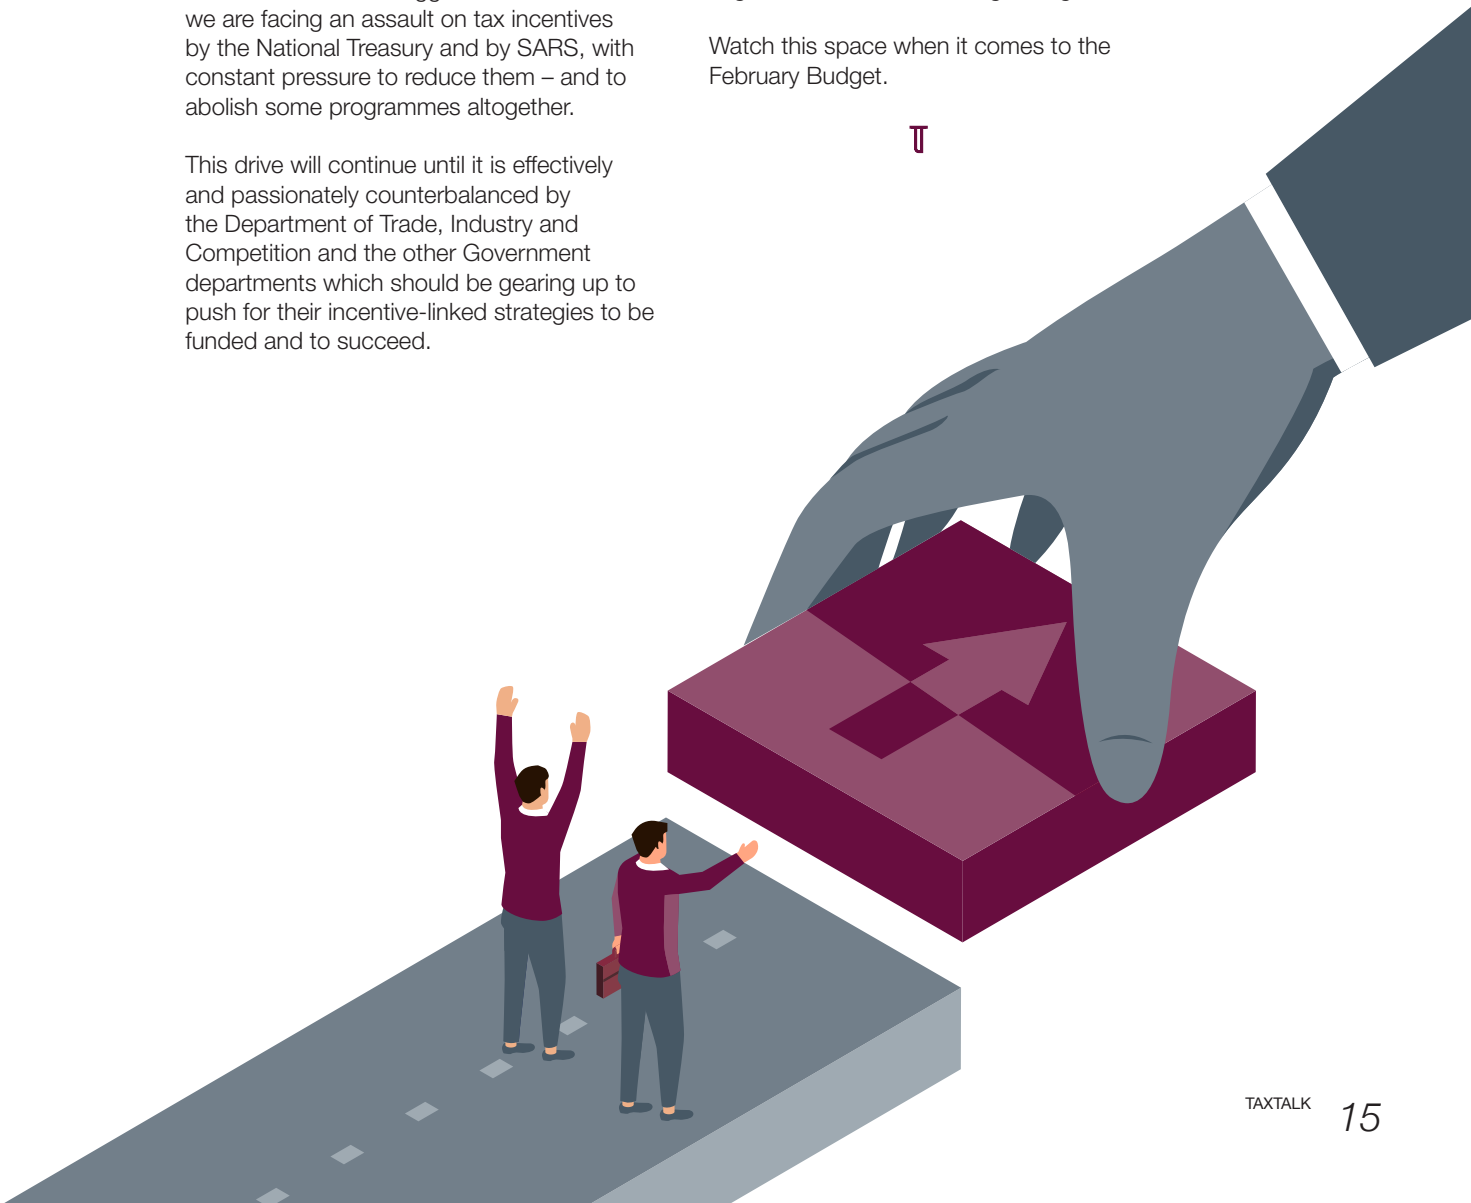 we are facing an assault on tax incentives
by the National Treasury and by SARS, with
constant pressure to reduce them – and to
abolish some programmes altogether.
This drive will continue until it is effectively
and passionately counterbalanced by
the Department of Trade, Industry and
Competition and the other Government
departments which should be gearing up to
push for their incentive-linked strategies to be
funded and to succeed.
Watch this space when it comes to the
February Budget.
TAXTALK 15